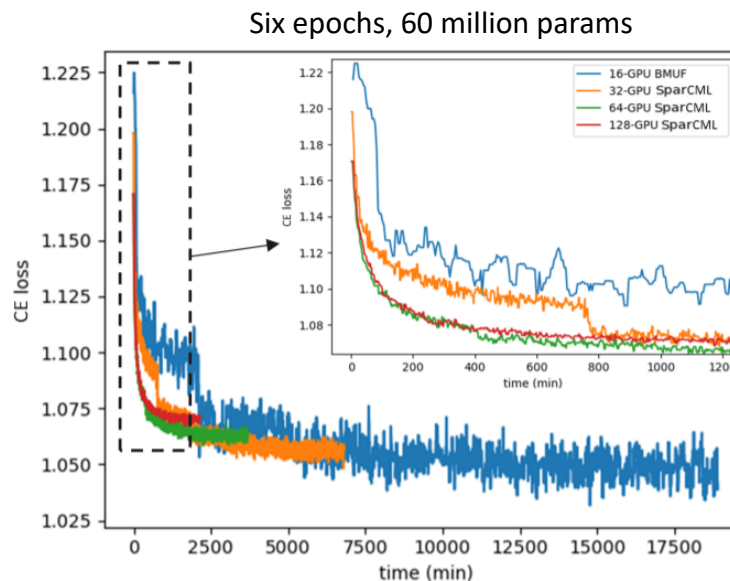 Six epochs, 60 million params
1.225
1.200
1.175
1.150
1.125
1.100
1.075
1.050
1.025
CE loss
0 2500 5000 7500 10000 12500 15000 17500
time (min)
1.22
1.20
1.18
1.16
1.14
1.12
1.10
1.08
CE loss
16-GPU BMUF
32-GPU SparCML
64-GPU SparCML
128-GPU SparCML
0 200 400 600 800 1000
time (min)